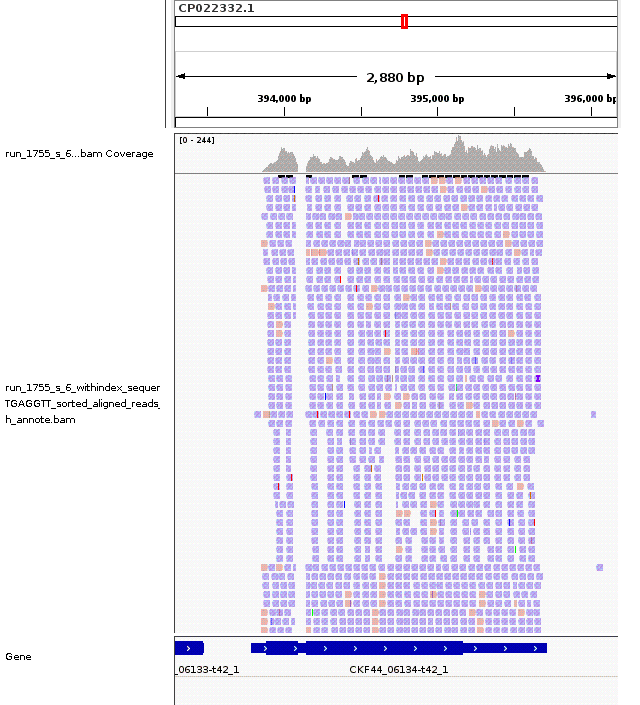 CP022332.1
2,880 bp
394,000 bp 395,000 bp 396,000 bp
[0 - 244]
run_1755_s_6...bam Coverage
run_1755_s_6_withindex_sequer
TGAGGTT_sorted_aligned_reads_
h_annote.bam
Gene
_06133-t42_1 CKF44_06134-t42_1